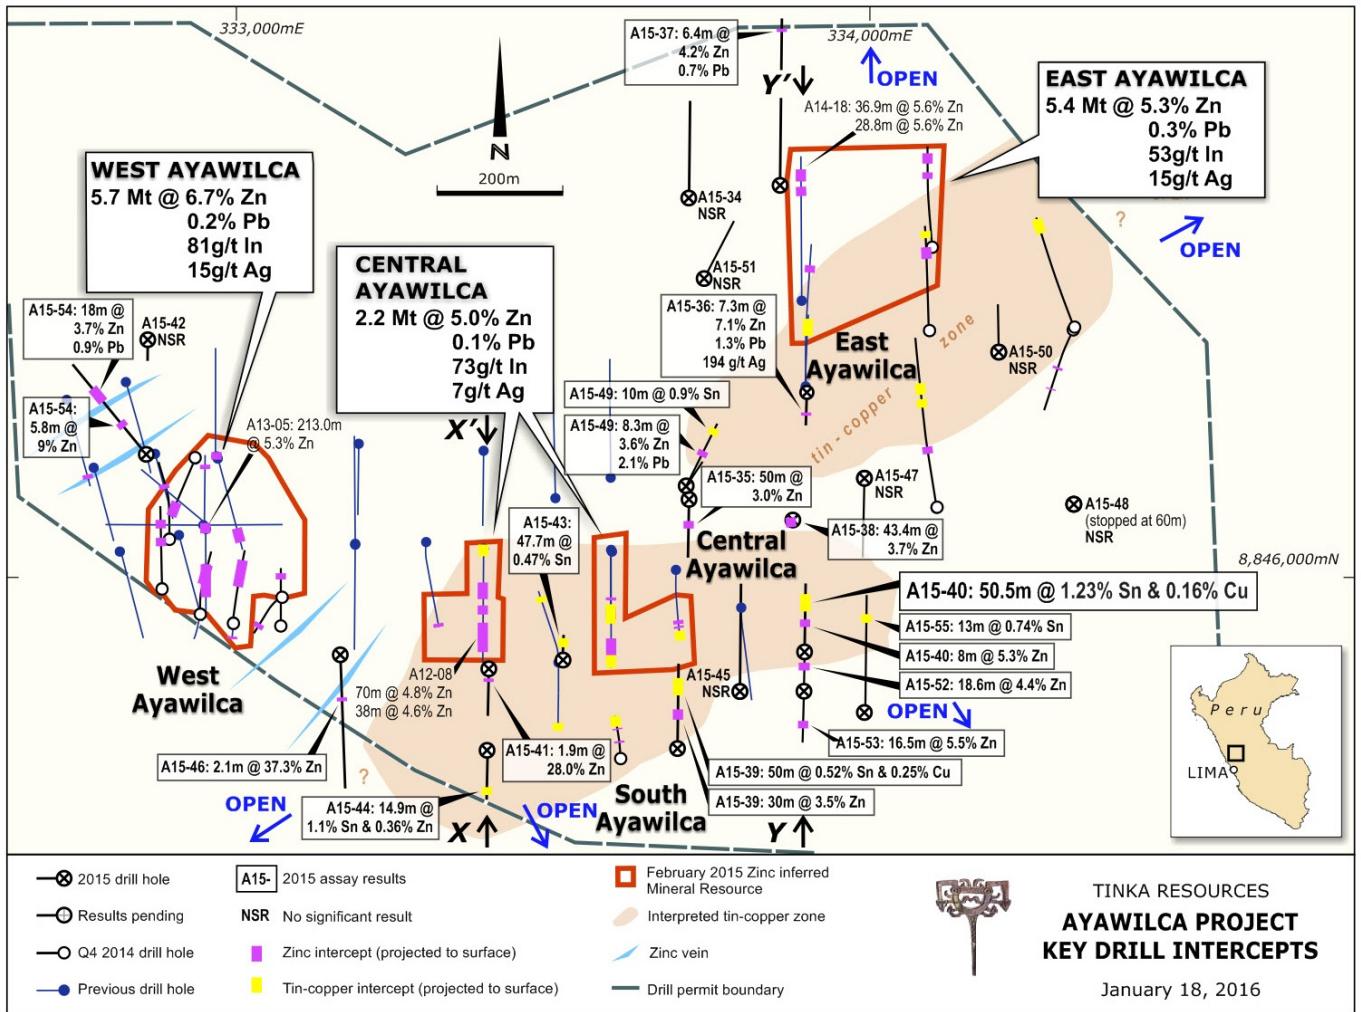 333,000mE
334,000mE
A15-37: 6.4m @
4.2% Zn
0.7% Pb
Y'
OPEN
A14-18: 36.9m @ 5.6% Zn
28.8m @ 5.6% Zn
EAST AYAWILCA
5.4 Mt @ 5.3% Zn
0.3% Pb
53g/t In
15g/t Ag
N
200m
WEST AYAWILCA
5.7 Mt @ 6.7% Zn
0.2% Pb
81g/t In
15g/t Ag
A15-34
NSR
?
OPEN
CENTRAL
AYAWILCA
2.2 Mt @ 5.0% Zn
0.1% Pb
73g/t In
7g/t Ag
A15-51
NSR
A15-54: 18m @
3.7% Zn
0.9% Pb
A15-42
NSR
A15-36: 7.3m @
7.1% Zn
1.3% Pb
194 g/t Ag
East
Ayawilca
zone
A15-50
NSR
A15-54:
5.8m @
9% Zn
A13-05: 213.0m
@ 5.3% Zn
X'
A15-49: 10m @ 0.9% Sn
A15-49: 8.3m @
3.6% Zn
2.1% Pb
tin - copper
A15-35: 50m @
3.0% Zn
A15-47
NSR
A15-48
(stopped at 60m)
NSR
A15-43:
47.7m @
0.47% Sn
Central
Ayawilca
A15-38: 43.4m @
3.7% Zn
8,846,000mN
A15-40: 50.5m @ 1.23% Sn & 0.16% Cu
A15-55: 13m @ 0.74% Sn
A15-40: 8m @ 5.3% Zn
A15-52: 18.6m @ 4.4% Zn
West
Ayawilca
A12-08
70m @ 4.8% Zn
38m @ 4.6% Zn
A15-45
NSR
OPEN
A15-53: 16.5m @ 5.5% Zn
A15-46: 2.1m @ 37.3% Zn
A15-41: 1.9m @
28.0% Zn
A15-39: 50m @ 0.52% Sn & 0.25% Cu
A15-39: 30m @ 3.5% Zn
?
OPEN
A15-44: 14.9m @
1.1% Sn & 0.36% Zn
X
OPEN
South
Ayawilca
Y
Peru
LIMA
2015 drill hole
Results pending
Q4 2014 drill hole
Previous drill hole
A15- 2015 assay results
NSR No significant result
Zinc intercept (projected to surface)
Tin-copper intercept (projected to surface)
February 2015 Zinc inferred
Mineral Resource
Interpreted tin-copper zone
Zinc vein
Drill permit boundary
TINKA RESOURCES
AYAWILCA PROJECT
KEY DRILL INTERCEPTS
January 18, 2016